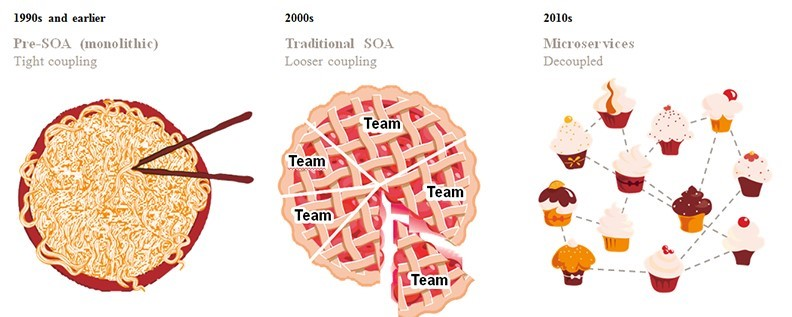 1990s and earlier
Pre-SOA (monolithic)
Tight coupling
2000s
Traditional SOA
Looser coupling
Team
Team
Team
Team
Team
2010s
Microservices
Decoupled